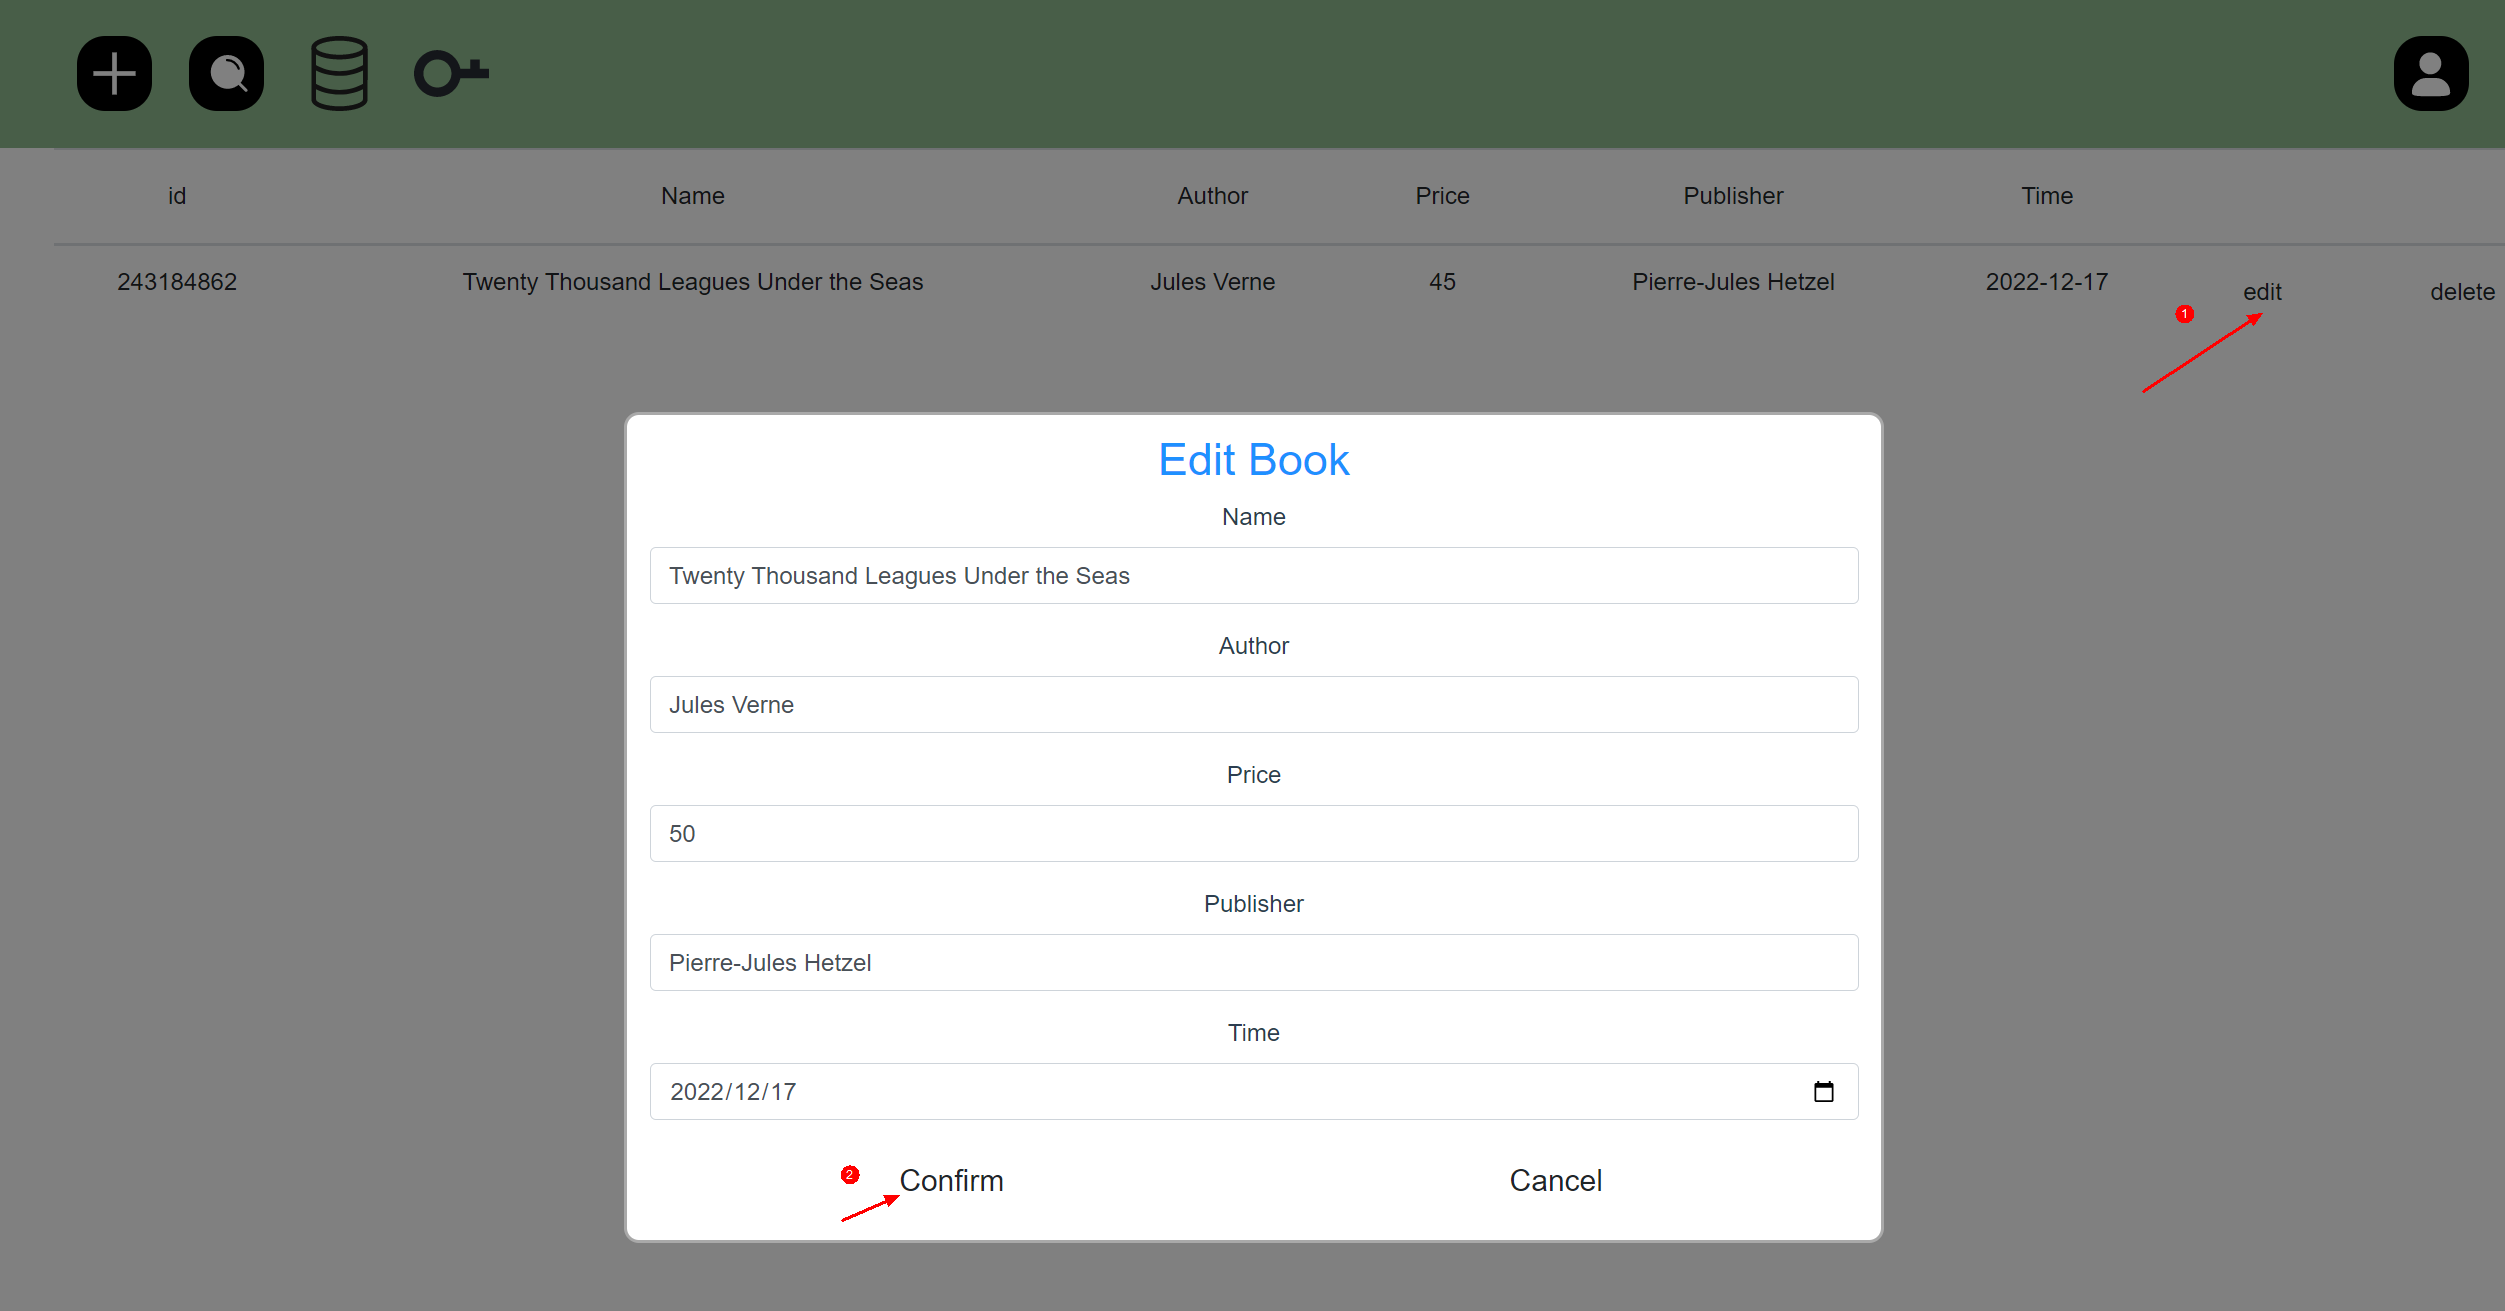 id Name Author Price Publisher Time
243184862 Twenty Thousand Leagues Under the Seas Jules Verne 45 Pierre-Jules Hetzel 2022-12-17 edit delete
1
Edit Book
Name
Twenty Thousand Leagues Under the Seas
Author
Jules Verne
Price
50
Publisher
Pierre-Jules Hetzel
Time
2022/12/17
2 Confirm Cancel